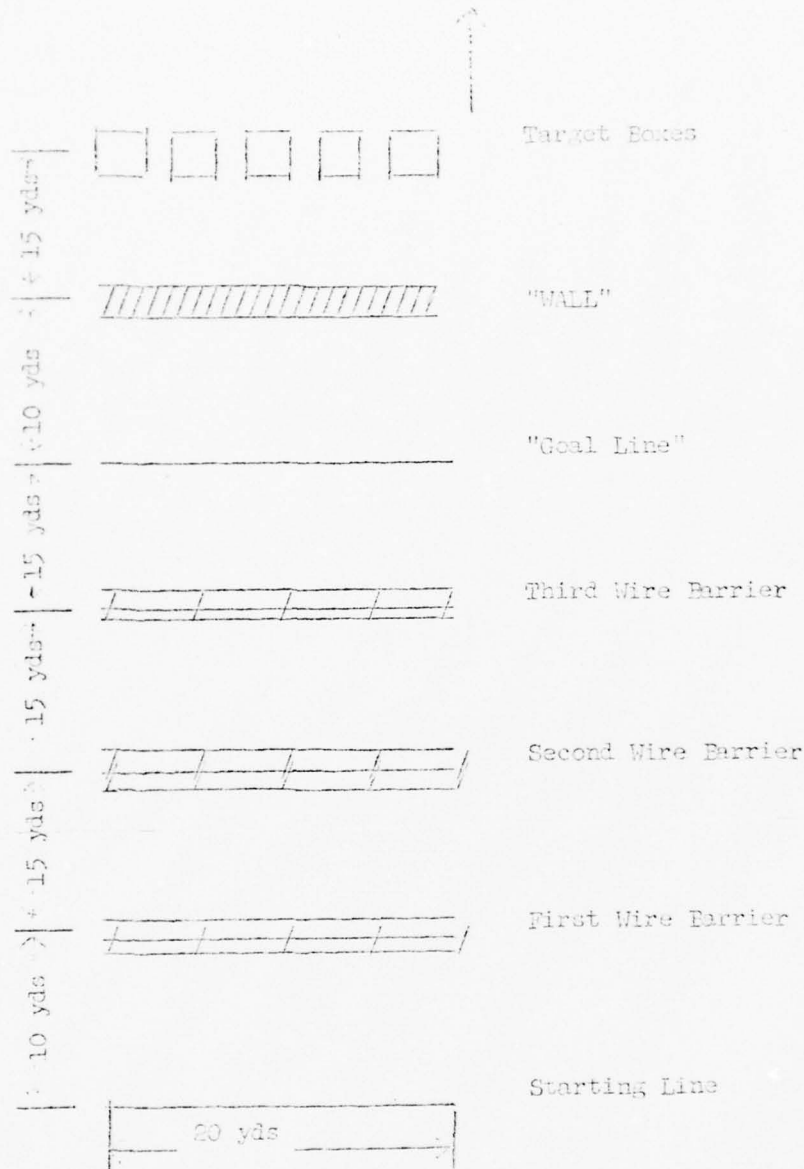 Target Boxes
15 yds
"WALL"
10 yds
"Goal Line"
15 yds
Third Wire Barrier
15 yds
Second Wire Barrier
15 yds
First Wire Barrier
10 yds
Starting Line
20 yds